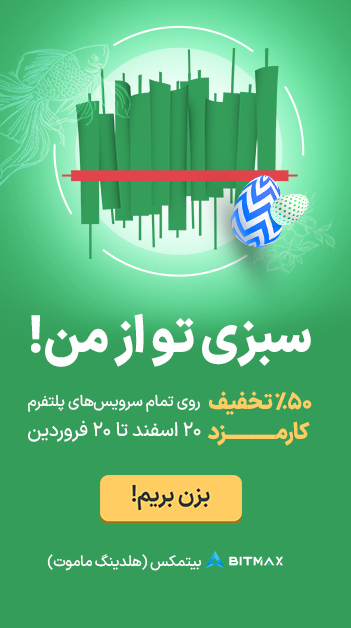 سبزی تو از من!
۵۰٪ تخفیف روی تمام سرویس‌های پلتفرم
کارمــــــزد ۲۰ اسفند تا ۲۰ فروردین
بزن بریم!
BITMAX بیتمکس (هلدینگ ماموت)